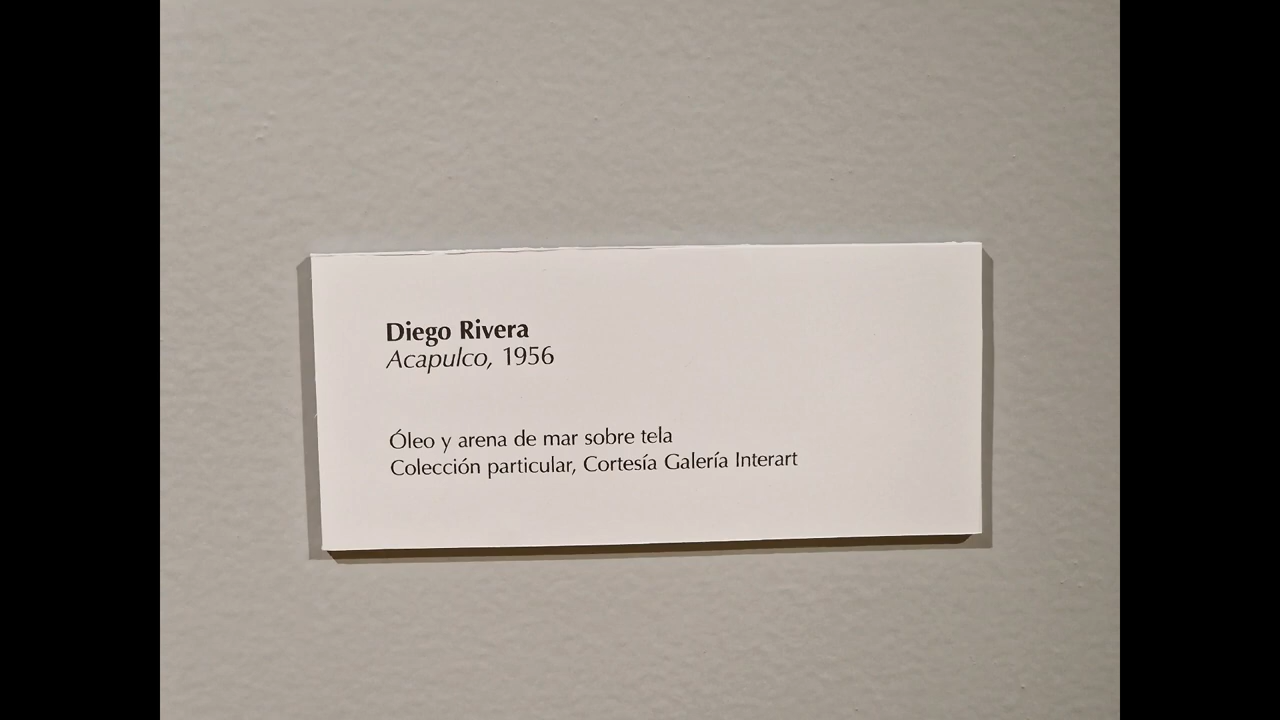 Diego Rivera
Acapulco, 1956
Óleo y arena de mar sobre tela
Colección particular, Cortesía Galería Interart